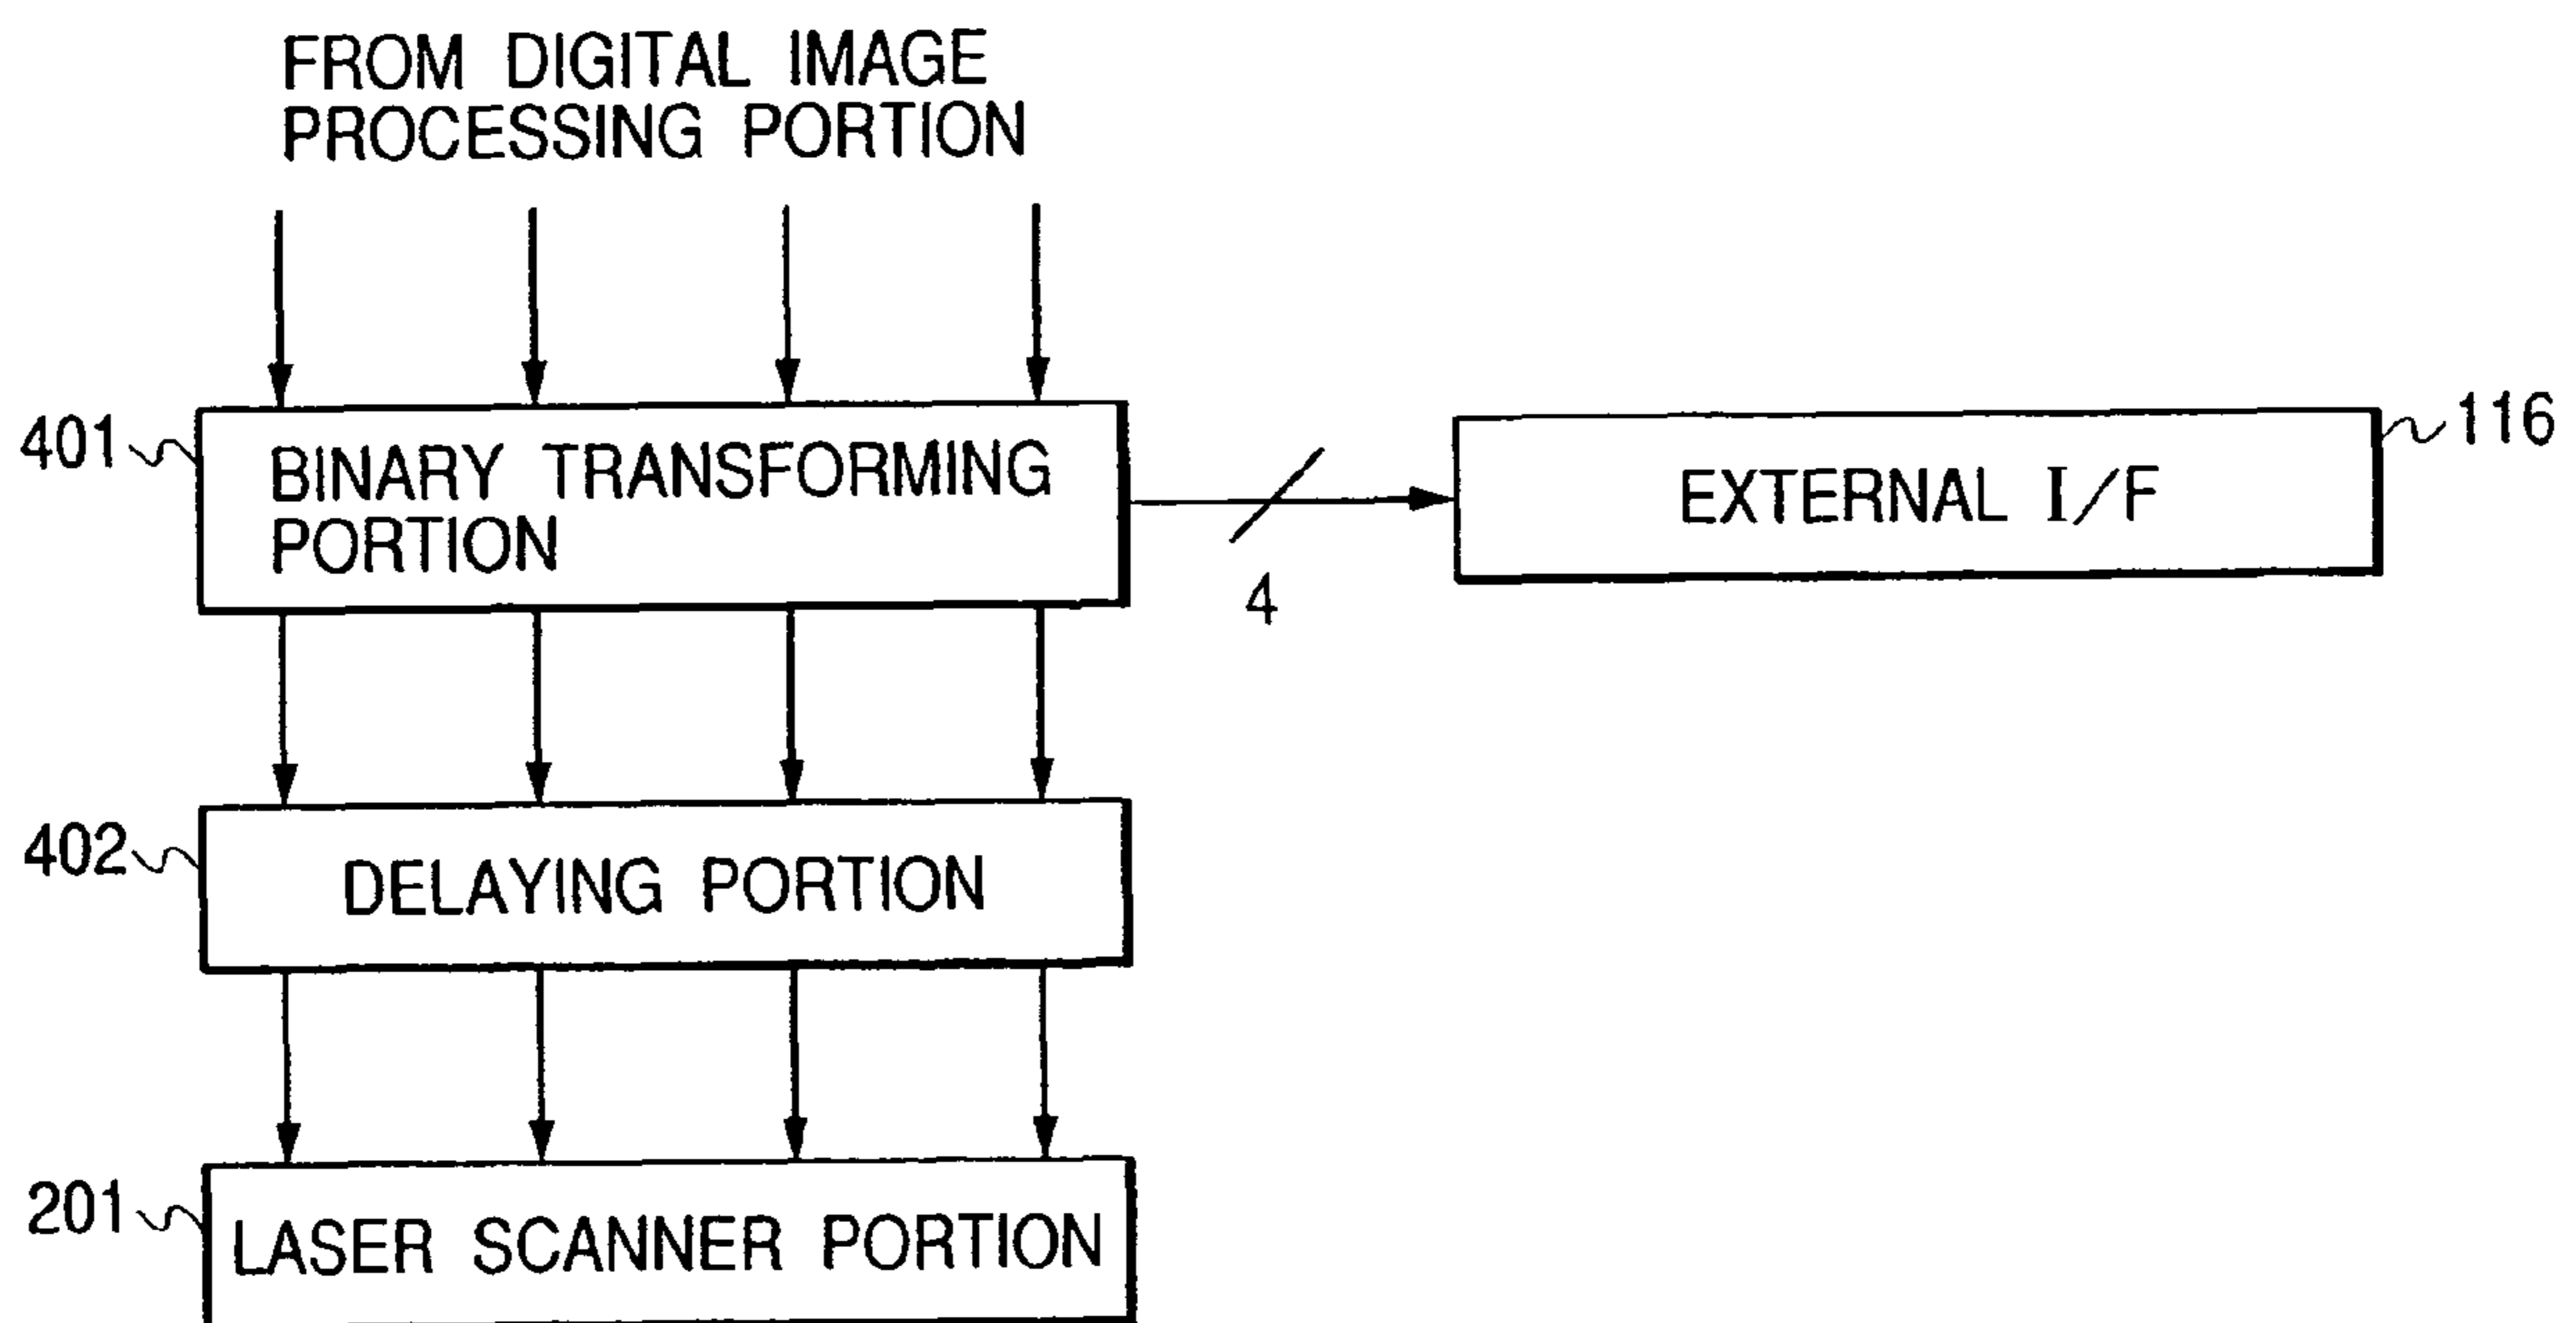 FROM DIGITAL IMAGE
PROCESSING PORTION
401
BINARY TRANSFORMING
PORTION
4
EXTERNAL I/F
116
402
DELAYING PORTION
201
LASER SCANNER PORTION